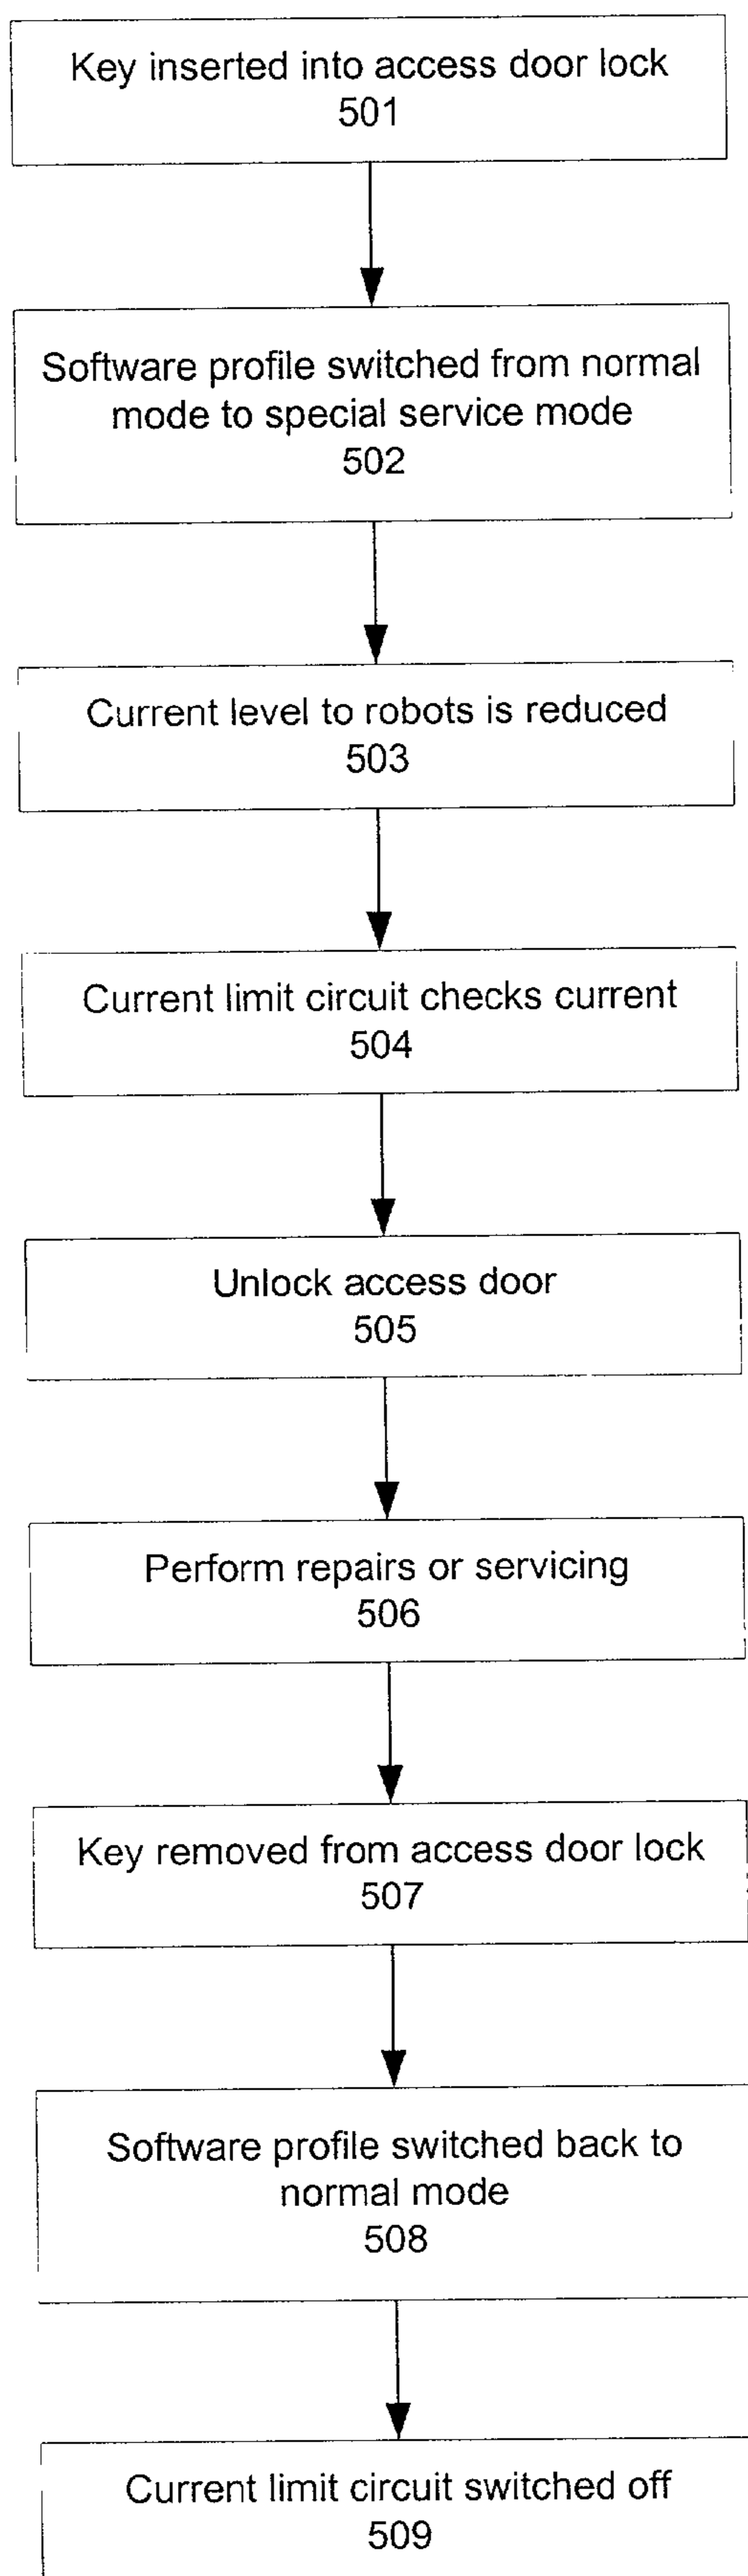 Key inserted into access door lock
501
Software profile switched from normal
mode to special service mode
502
Current level to robots is reduced
503
Current limit circuit checks current
504
Unlock access door
505
Perform repairs or servicing
506
Key removed from access door lock
507
Software profile switched back to
normal mode
508
Current limit circuit switched off
509